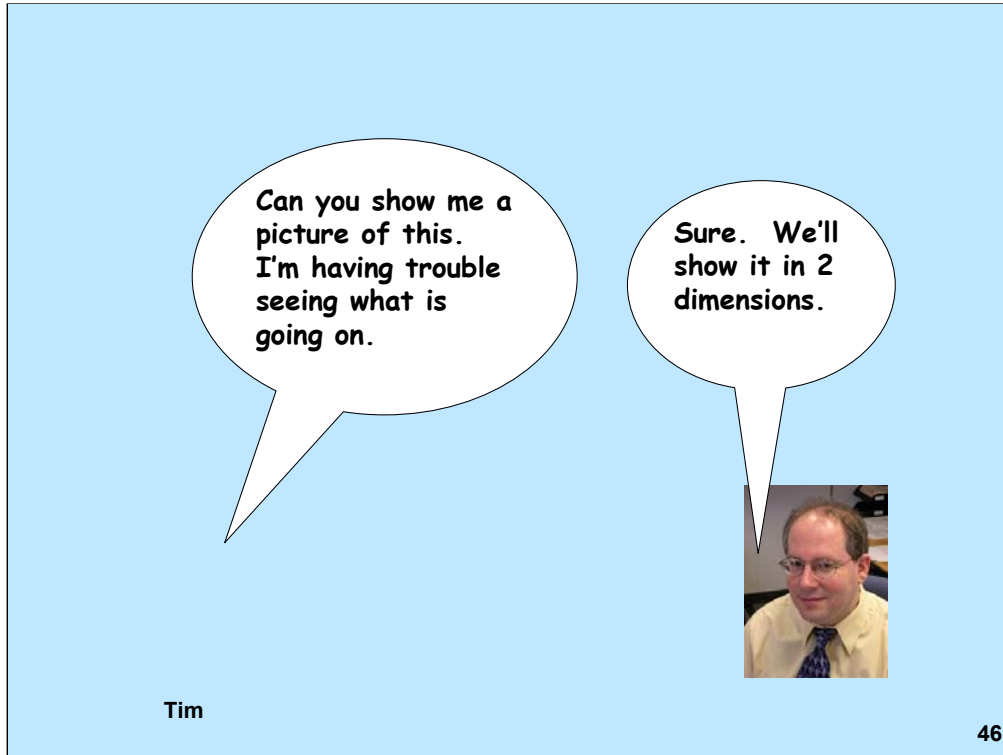 Can you show me a
picture of this.
I'm having trouble
seeing what is
going on.
Sure.  We'll
show it in 2
dimensions.
Tim
46